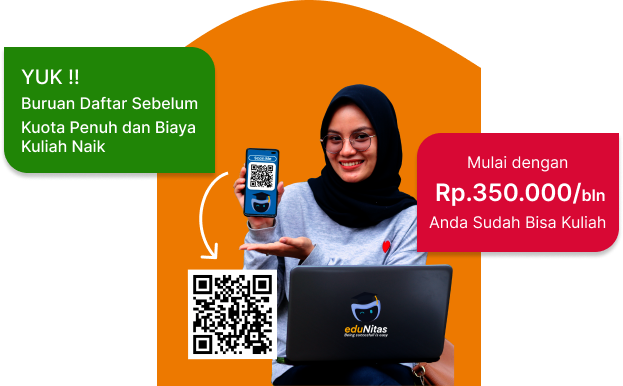 YUK !!
Buruan Daftar Sebelum
Kuota Penuh dan Biaya
Kuliah Naik
Mulai dengan
Rp.350.000/bln
Anda Sudah Bisa Kuliah
eduNitas
Being successful is easy